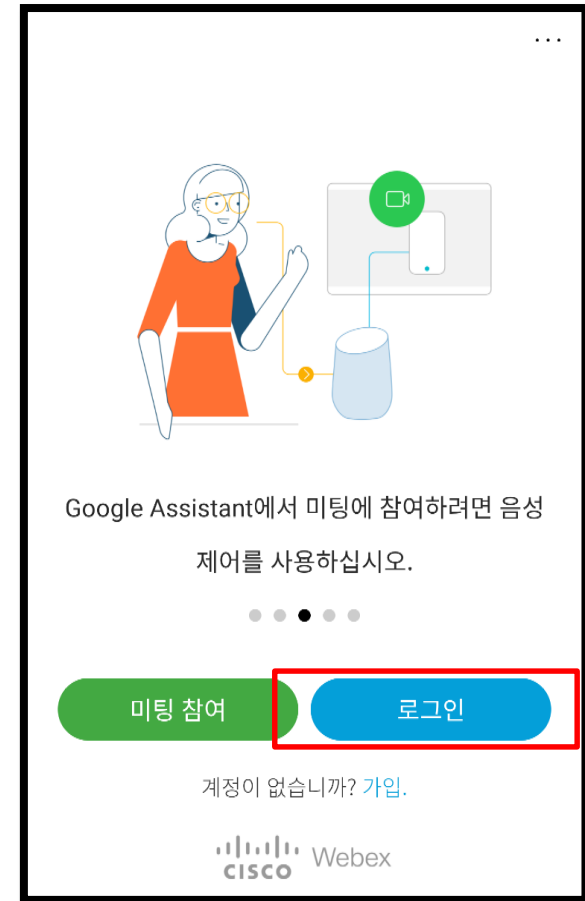 Google Assistant에서 미팅에 참여하려면 음성
제어를 사용하십시오.
미팅 참여
로그인
계정이 없습니까? 가입.
CISCO Webex